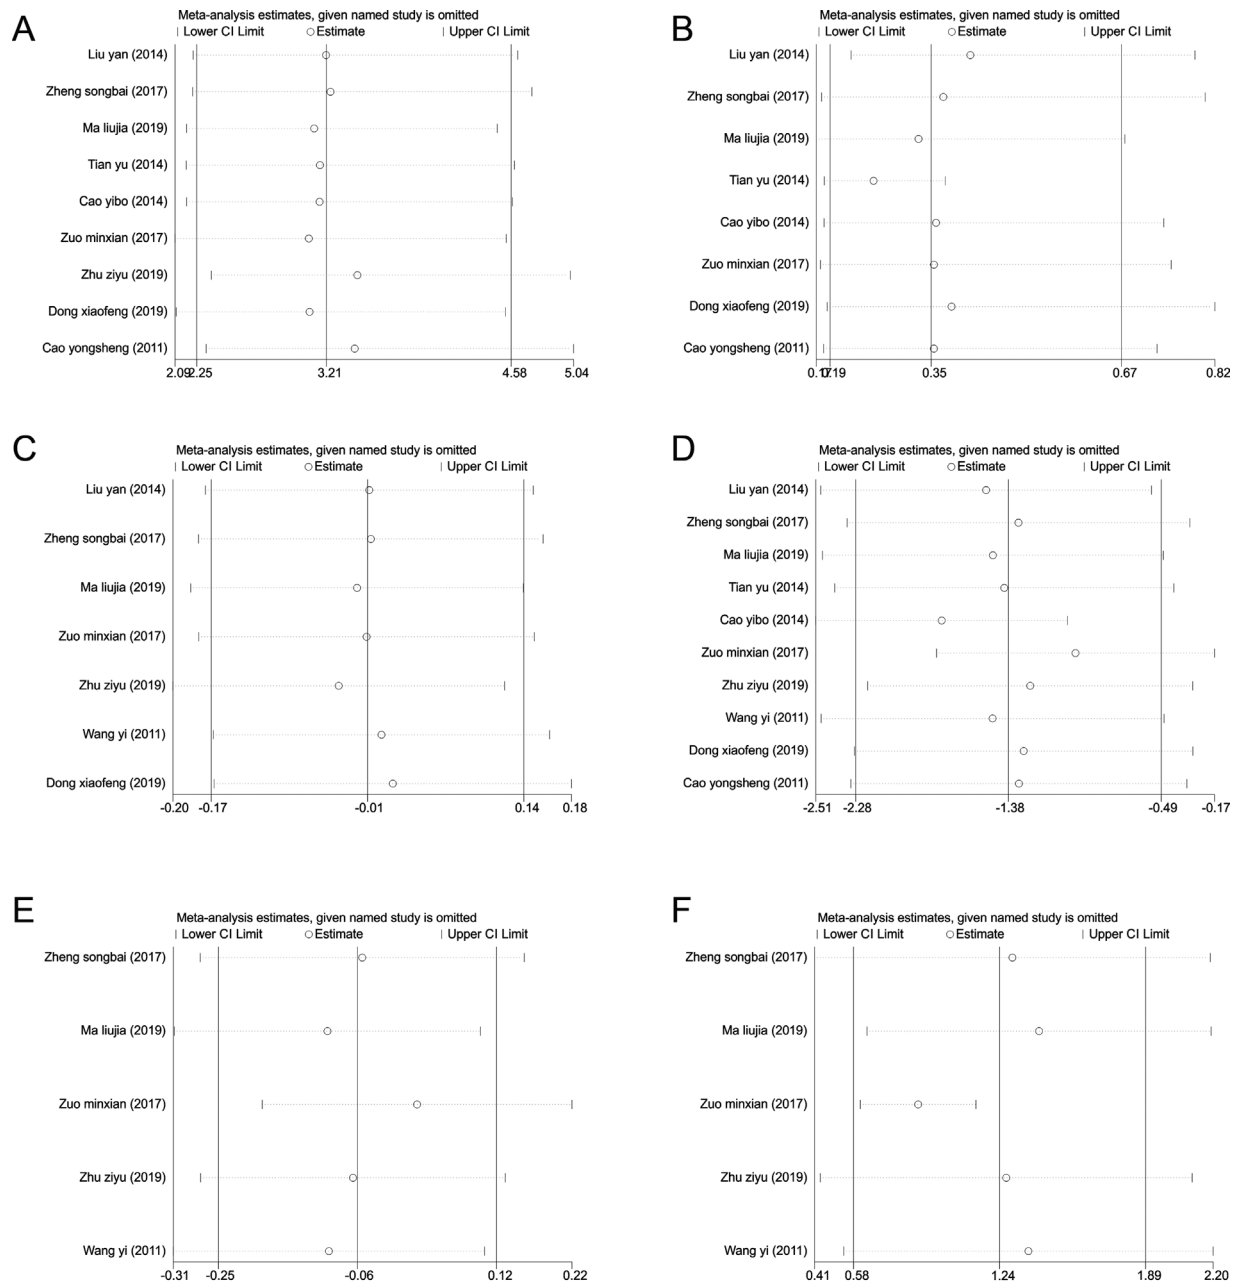 A
Meta-analysis estimates, given named study is omitted
Lower CI Limit Estimate Upper CI Limit
Liu yan (2014)
Zheng songbai (2017)
Ma liujia (2019)
Tian yu (2014)
Cao yibo (2014)
Zuo minxian (2017)
Zhu ziyu (2019)
Dong xiaofeng (2019)
Cao yongsheng (2011)
2.09 2.25 3.21 4.58 5.04
B
Meta-analysis estimates, given named study is omitted
Lower CI Limit Estimate Upper CI Limit
Liu yan (2014)
Zheng songbai (2017)
Ma liujia (2019)
Tian yu (2014)
Cao yibo (2014)
Zuo minxian (2017)
Dong xiaofeng (2019)
Cao yongsheng (2011)
0.17 0.19 0.35 0.67 0.82
C
Meta-analysis estimates, given named study is omitted
Lower CI Limit Estimate Upper CI Limit
Liu yan (2014)
Zheng songbai (2017)
Ma liujia (2019)
Zuo minxian (2017)
Zhu ziyu (2019)
Wang yi (2011)
Dong xiaofeng (2019)
-0.20 -0.17 -0.01 0.14 0.18
D
Meta-analysis estimates, given named study is omitted
Lower CI Limit Estimate Upper CI Limit
Liu yan (2014)
Zheng songbai (2017)
Ma liujia (2019)
Tian yu (2014)
Cao yibo (2014)
Zuo minxian (2017)
Zhu ziyu (2019)
Wang yi (2011)
Dong xiaofeng (2019)
Cao yongsheng (2011)
-2.51 -2.28 -1.38 -0.49 -0.17
E
Meta-analysis estimates, given named study is omitted
Lower CI Limit Estimate Upper CI Limit
Zheng songbai (2017)
Ma liujia (2019)
Zuo minxian (2017)
Zhu ziyu (2019)
Wang yi (2011)
-0.31 -0.25 -0.06 0.12 0.22
F
Meta-analysis estimates, given named study is omitted
Lower CI Limit Estimate Upper CI Limit
Zheng songbai (2017)
Ma liujia (2019)
Zuo minxian (2017)
Zhu ziyu (2019)
Wang yi (2011)
0.41 0.58 1.24 1.89 2.20